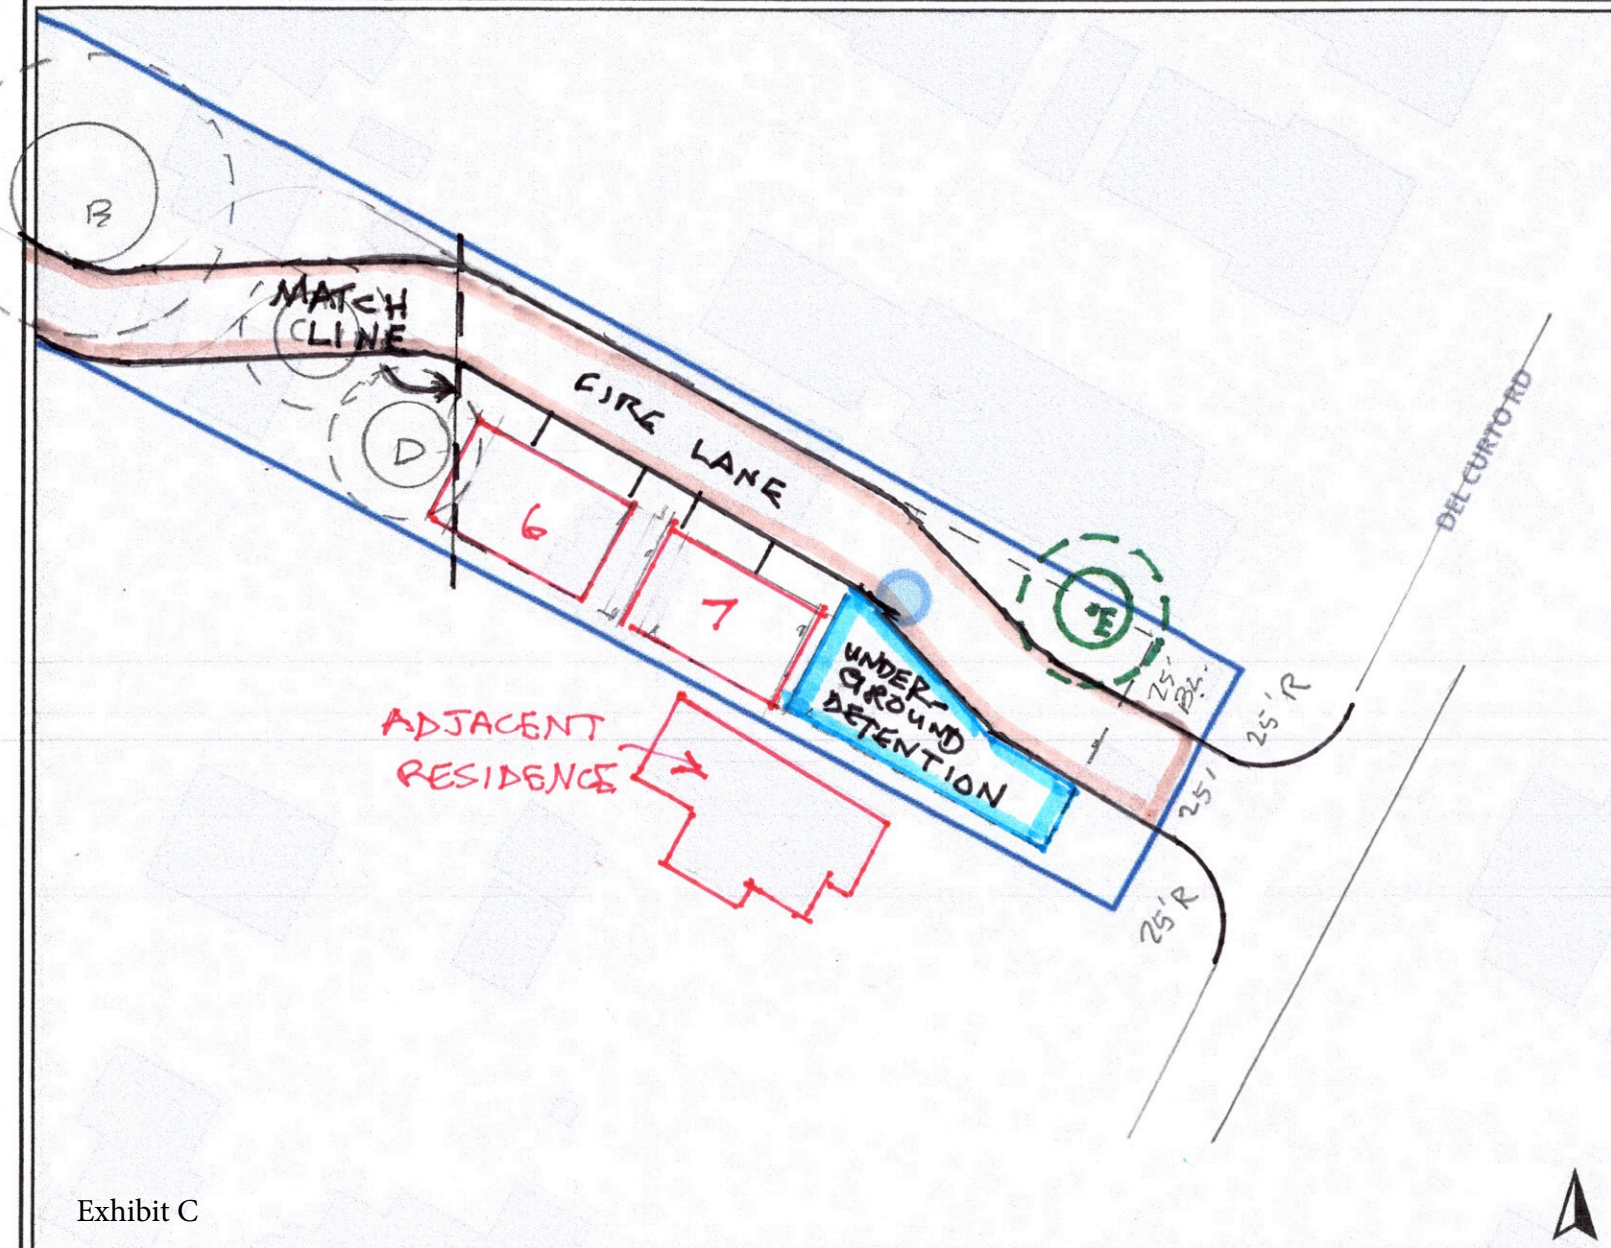 B
MATCH
LINE
C
D
FIRE LANE
DEL CURTO RD
6
7
E
UNDER-
GROUND
DETENTION
25'
BL.
25' R
25'
25' R
ADJACENT
RESIDENCE
Exhibit C